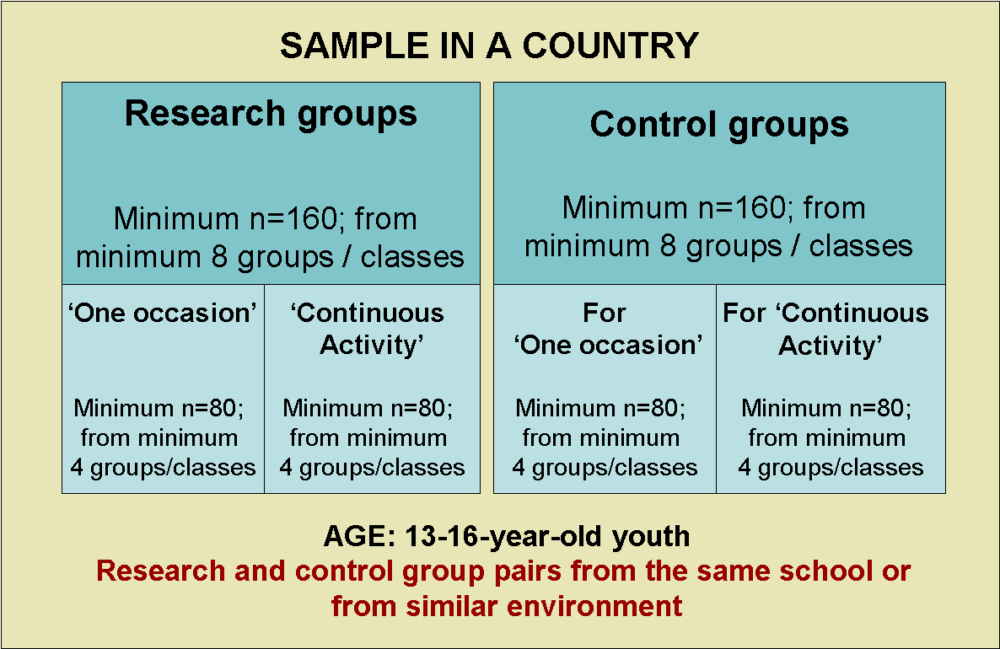 SAMPLE IN A COUNTRY
Research groups
Minimum n=160; from
minimum 8 groups / classes
Control groups
Minimum n=160; from
minimum 8 groups / classes
‘One occasion’
Minimum n=80;
from minimum
4 groups/classes
‘Continuous
Activity’
Minimum n=80;
from minimum
4 groups/classes
For
‘One occasion’
Minimum n=80;
from minimum
4 groups/classes
For ‘Continuous
Activity’
Minimum n=80;
from minimum
4 groups/classes
AGE: 13-16-year-old youth
Research and control group pairs from the same school or
from similar environment